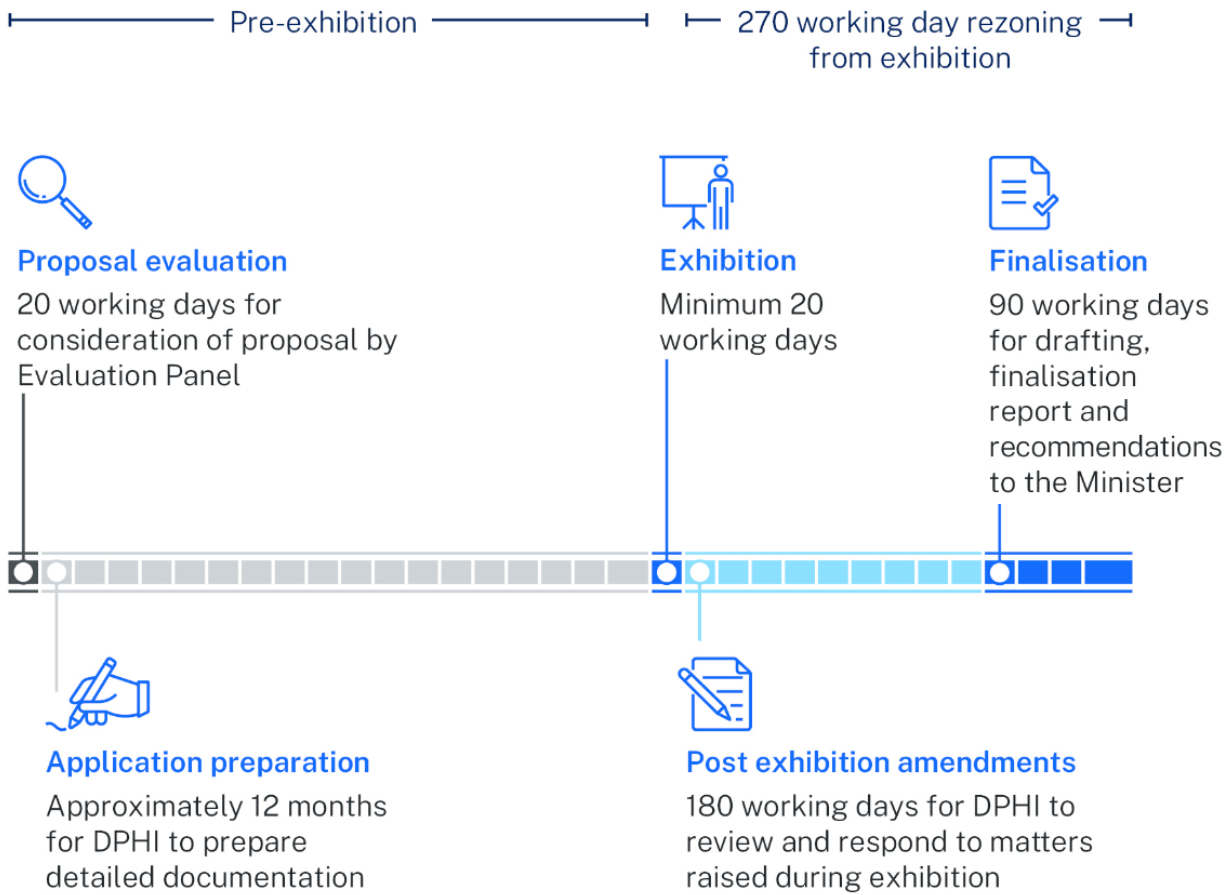 Pre-exhibition
270 working day rezoning
from exhibition
Proposal evaluation
20 working days for
consideration of proposal by
Evaluation Panel
Exhibition
Minimum 20
working days
Finalisation
90 working days
for drafting,
finalisation
report and
recommendations
to the Minister
Application preparation
Approximately 12 months
for DPHI to prepare
detailed documentation
Post exhibition amendments
180 working days for DPHI to
review and respond to matters
raised during exhibition